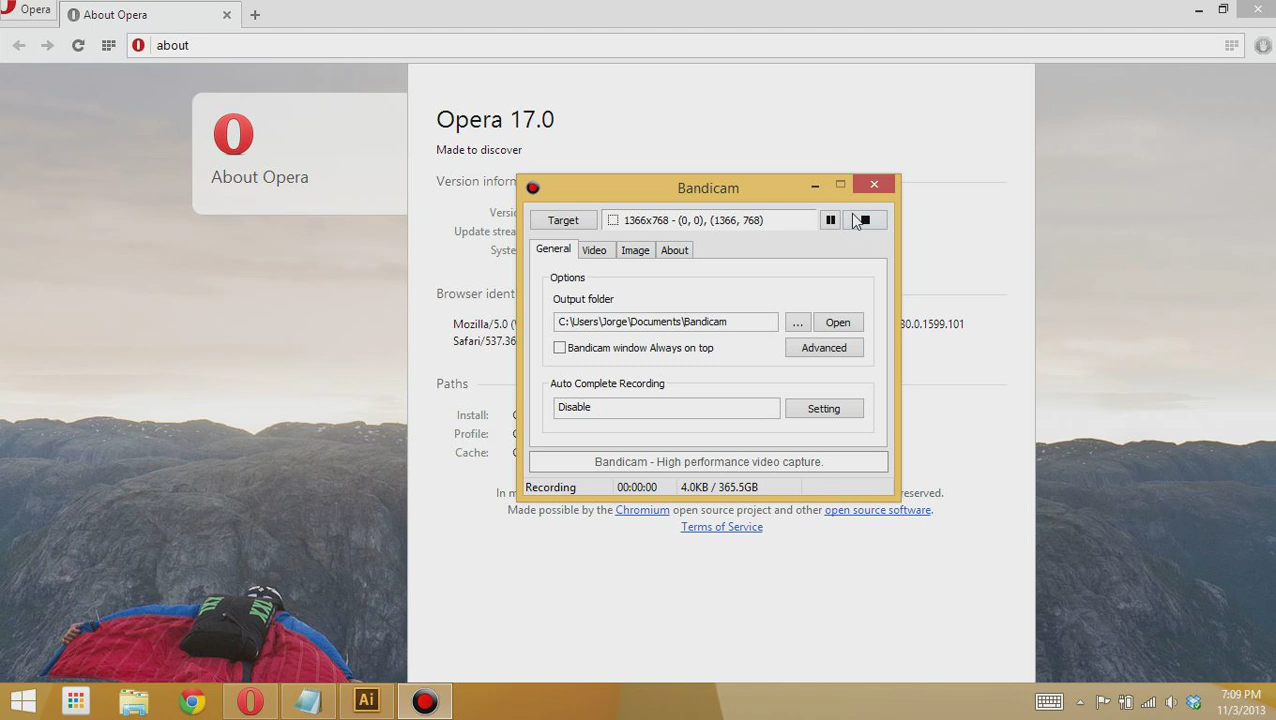 Opera
About Opera
about
Opera 17.0
Made to discover
About Opera
Version inform
Versi
Update strea
Syste
Browser ident
Mozilla/5.0 (
30.0.1599.101
Safari/537.36
Paths
Install:
Profile:
Cache:
In m
reserved.
Made possible by the Chromium open source project and other open source software.
Terms of Service
Bandicam
Target
1366x768 - (0, 0), (1366, 768)
General
Video
Image
About
Options
Output folder
C:\Users\Jorge\Documents\Bandicam
...
Open
Bandicam window Always on top
Advanced
Auto Complete Recording
Disable
Setting
Bandicam - High performance video capture.
Recording
00:00:00
4.0KB / 365.5GB
Ai
7:09 PM
11/3/2013